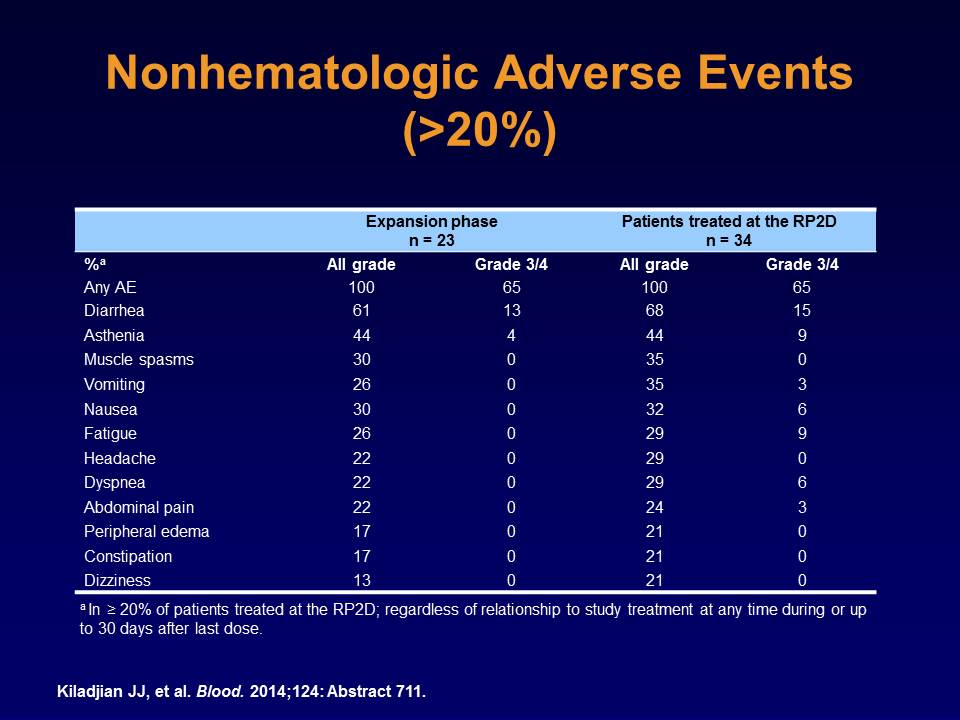 Nonhematologic Adverse Events
(>20%)
Expansion phase Patients treated at the RP2D
n = 23 n = 34
%a All grade Grade 3/4 All grade Grade 3/4
Any AE 100 65 100 65
Diarrhea 61 13 68 15
Asthenia 44 4 44 9
Muscle spasms 30 0 35 0
Vomiting 26 0 35 3
Nausea 30 0 32 6
Fatigue 26 0 29 9
Headache 22 0 29 0
Dyspnea 22 0 29 6
Abdominal pain 22 0 24 3
Peripheral edema 17 0 21 0
Constipation 17 0 21 0
Dizziness 13 0 21 0
a In ≥ 20% of patients treated at the RP2D; regardless of relationship to study treatment at any time during or up
to 30 days after last dose.
Kiladjian JJ, et al. Blood. 2014;124: Abstract 711.